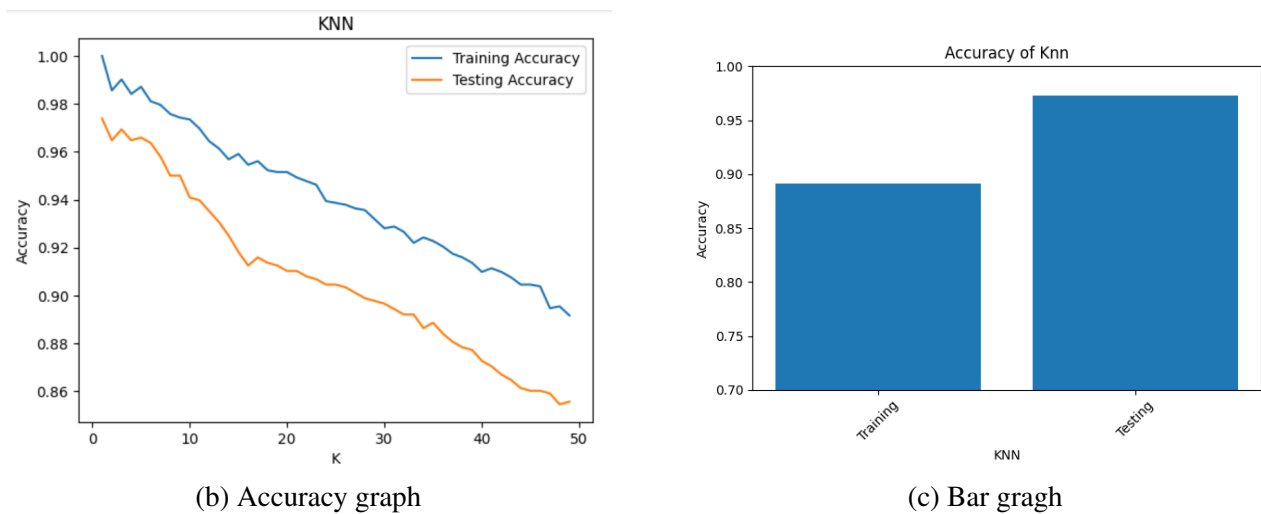 KNN
Training Accuracy
Testing Accuracy
1.00
0.98
0.96
0.94
0.92
0.90
0.88
0.86
Accuracy
0
10
20
30
40
50
K
(b) Accuracy graph
Accuracy of Knn
1.00
0.95
0.90
0.85
0.80
0.75
0.70
Accuracy
Training
Testing
KNN
(c) Bar gragh